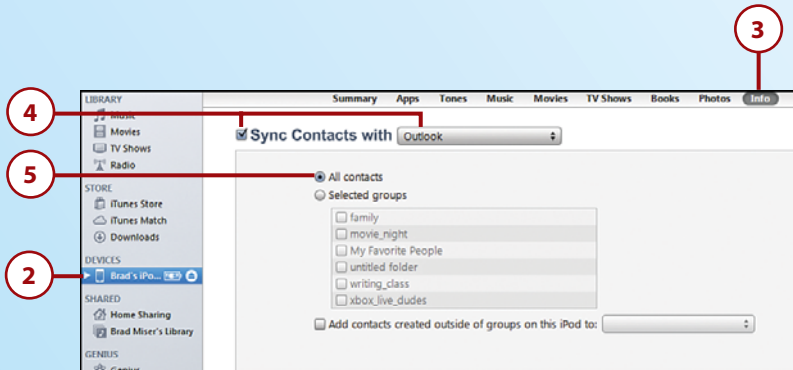 3
LIBRARY
Summary Apps Tones Music Movies TV Shows Books Photos Info
4
Music
Movies
Sync Contacts with Outlook
TV Shows
Radio
5
All contacts
STORE
Selected groups
iTunes Store
family
iTunes Match
movie_night
Downloads
My Favorite People
DEVICES
untitled folder
2
Brad's iPo...
writing_class
SHARED
xbox_live_dudes
Home Sharing
Add contacts created outside of groups on this iPod to:
Brad Miser's Library
GENIUS
Genius